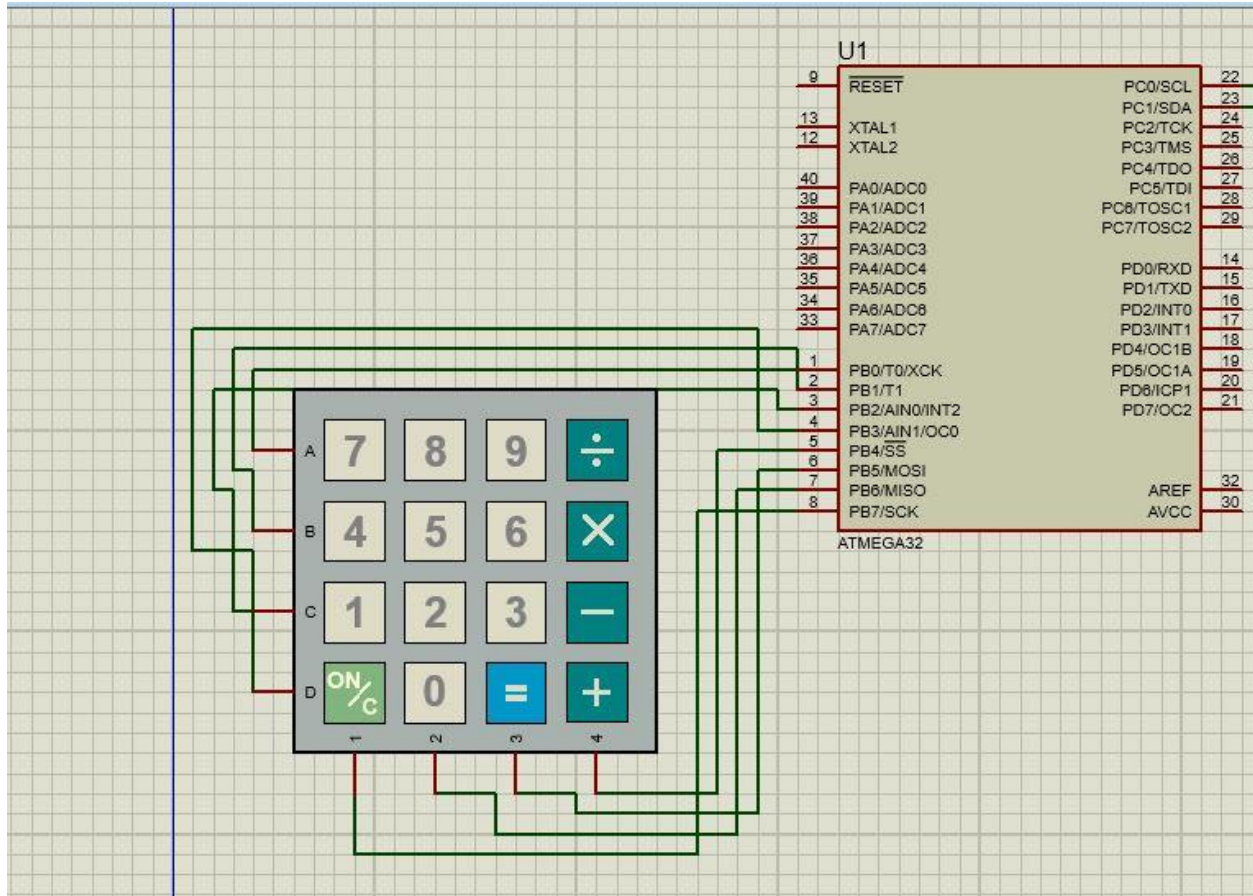 U1
9 RESET
13 XTAL1
12 XTAL2
40 PA0/ADC0
39 PA1/ADC1
38 PA2/ADC2
37 PA3/ADC3
36 PA4/ADC4
35 PA5/ADC5
34 PA6/ADC6
33 PA7/ADC7
1 PB0/T0/XCK
2 PB1/T1
3 PB2/AIN0/INT2
4 PB3/AIN1/OC0
5 PB4/SS
6 PB5/MOSI
7 PB6/MISO
8 PB7/SCK
PC0/SCL 22
PC1/SDA 23
PC2/TCK 24
PC3/TMS 25
PC4/TDO 26
PC5/TDI 27
PC6/TOSC1 28
PC7/TOSC2 29
PD0/RXD 14
PD1/TXD 15
PD2/INT0 16
PD3/INT1 17
PD4/OC1B 18
PD5/OC1A 19
PD6/ICP1 20
PD7/OC2 21
AREF 32
AVCC 30
ATMEGA32
A 7 8 9 ÷
B 4 5 6 ×
C 1 2 3 −
D ON/C 0 = +
1 2 3 4